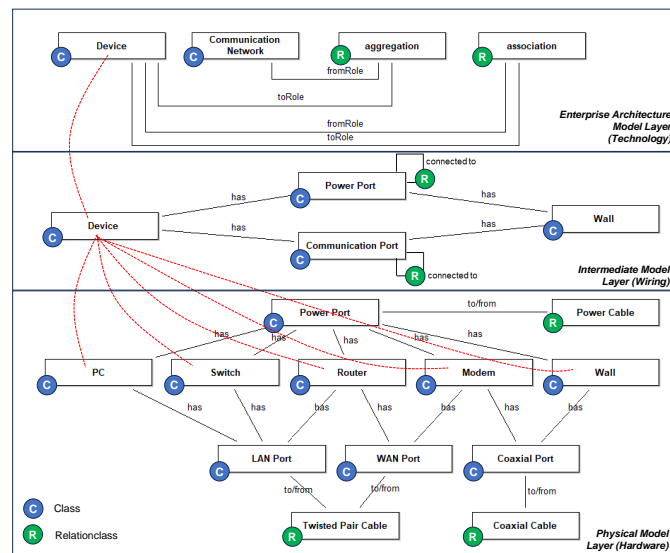 Device
Communication
Network
aggregation
association
C
C
R
R
fromRole
toRole
fromRole
toRole
Enterprise Architecture
Model Layer
(Technology)
connected to
Power Port
R
has
has
C
Device
Wall
C
C
has
has
Communication Port
C
R
connected to
Intermediate Model
Layer (Wiring)
to/from
Power Port
Power Cable
C
R
has
has
has
has
has
PC
Switch
Router
Modem
Wall
C
C
C
C
C
has
has
has
has
has
has
has
LAN Port
WAN Port
Coaxial Port
C
C
C
to/from
to/from
to/from
C
Class
Twisted Pair Cable
Coaxial Cable
R
Relationclass
R
R
Physical Model
Layer (Hardware)